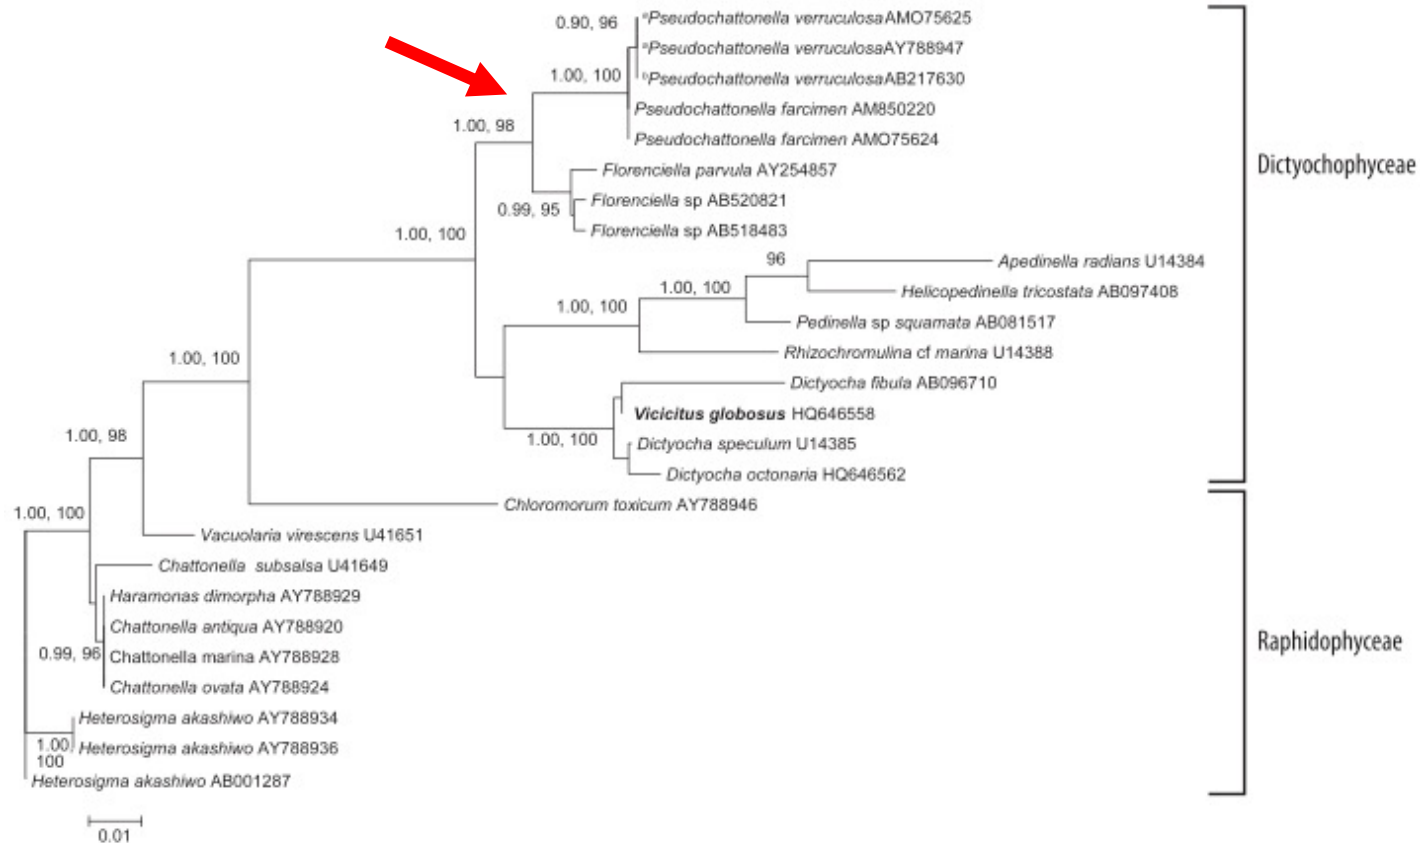 0.90, 96
ᵃPseudochattonella verruculosaAMO75625
ᵃPseudochattonella verruculosaAY788947
1.00, 100
ᵇPseudochattonella verruculosaAB217630
Pseudochattonella farcimen AM850220
1.00, 98
Pseudochattonella farcimen AMO75624
Florenciella parvula AY254857
Dictyochophyceae
Florenciella sp AB520821
0.99, 95
Florenciella sp AB518483
1.00, 100
96
Apedinella radians U14384
1.00, 100
Helicopedinella tricostata AB097408
1.00, 100
Pedinella sp squamata AB081517
Rhizochromulina cf marina U14388
1.00, 100
Dictyocha fibula AB096710
Vicicitus globosus HQ646558
1.00, 98
1.00, 100
Dictyocha speculum U14385
Dictyocha octonaria HQ646562
Chloromorum toxicum AY788946
1.00, 100
Vacuolaria virescens U41651
Chattonella subsalsa U41649
Haramonas dimorpha AY788929
Chattonella antiqua AY788920
Raphidophyceae
0.99, 96
Chattonella marina AY788928
Chattonella ovata AY788924
Heterosigma akashiwo AY788934
1.00,
Heterosigma akashiwo AY788936
100
Heterosigma akashiwo AB001287
0.01